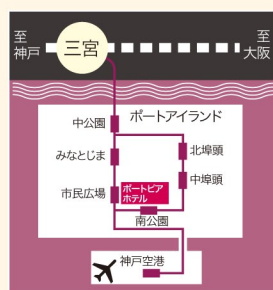 至
神戸
三宮
至
大阪
ポートアイランド
中公園
北埠頭
みなとじま
中埠頭
市民広場
ポートピア
ホテル
南公園
神戸空港